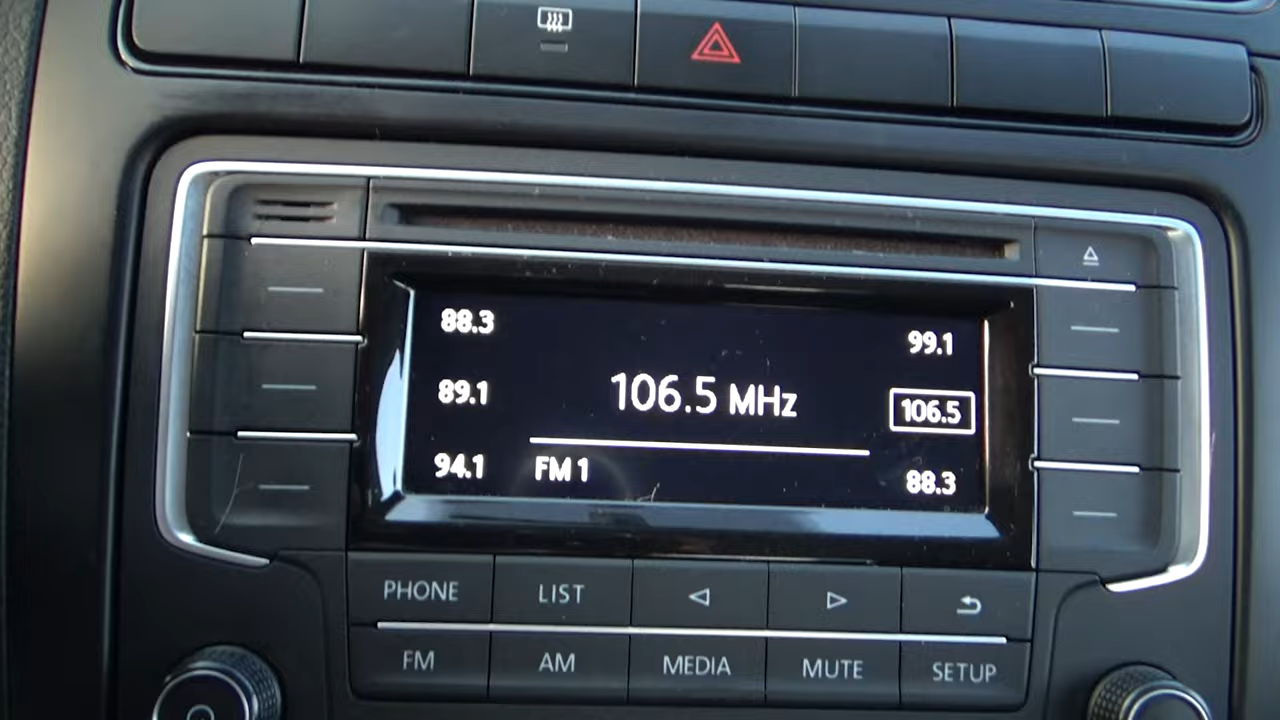 88.3
99.1
89.1
106.5 MHz
106.5
94.1
FM 1
88.3
PHONE
LIST
FM
AM
MEDIA
MUTE
SETUP